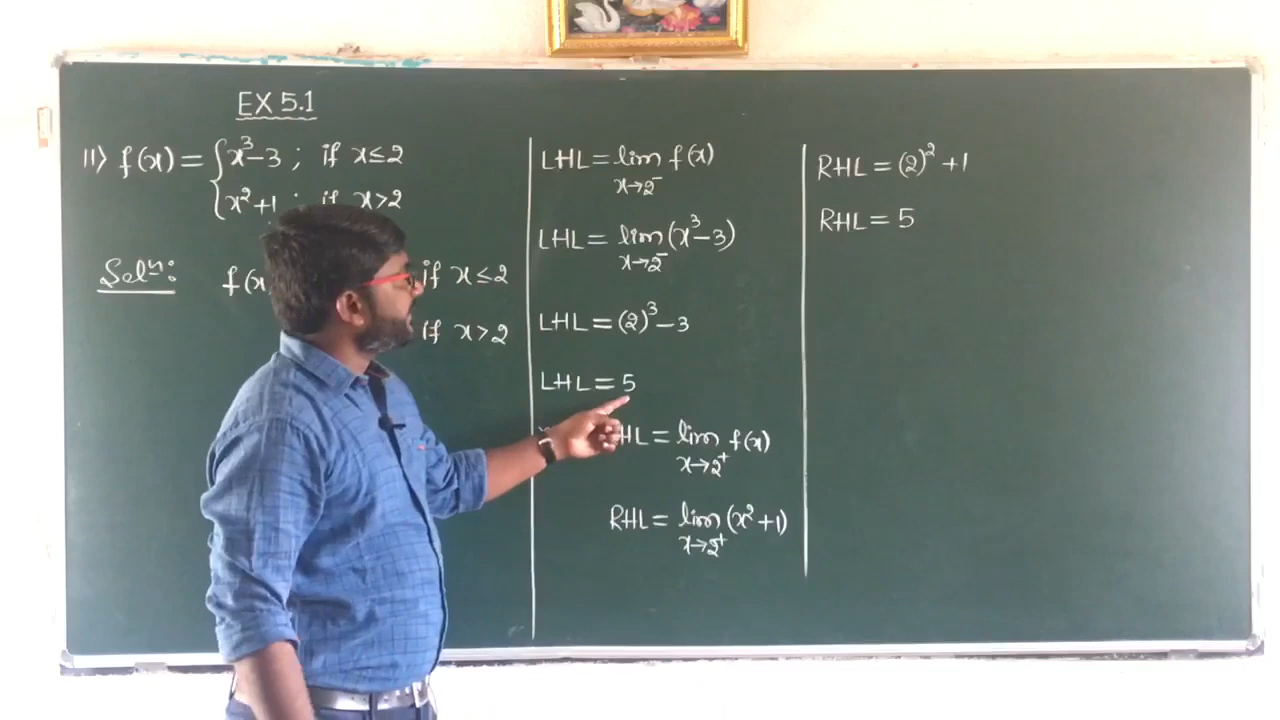 EX 5.1
11) f(x) = { x³-3 ; if x≤2
x²+1 ; if x>2
Solⁿ: f(x if x≤2
if x>2
LHL = lim f(x)
x→2⁻
LHL = lim (x³-3)
x→2⁻
LHL = (2)³-3
LHL = 5
HL = lim f(x)
x→2⁺
RHL = lim (x²+1)
x→2⁺
RHL = (2)²+1
RHL = 5